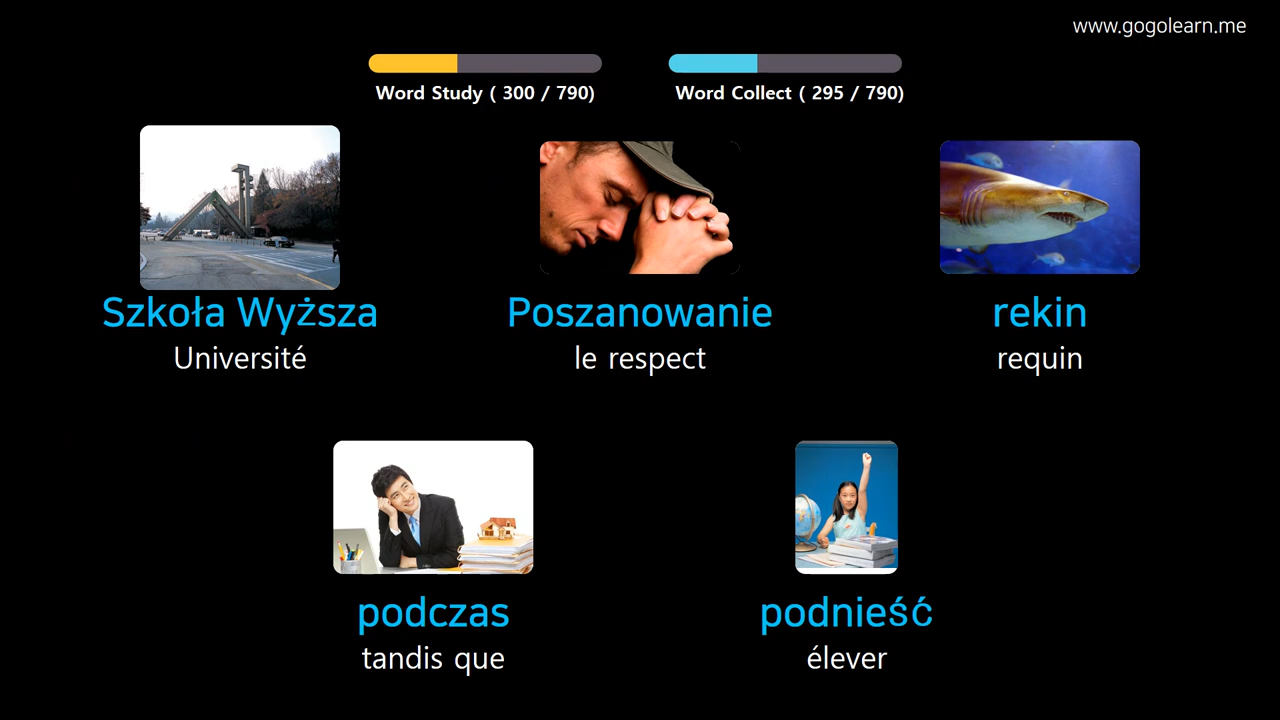 www.gogolearn.me
Word Study ( 300 / 790)
Word Collect ( 295 / 790)
Szkoła Wyższa
Université
Poszanowanie
le respect
rekin
requin
podczas
tandis que
podnieść
élever